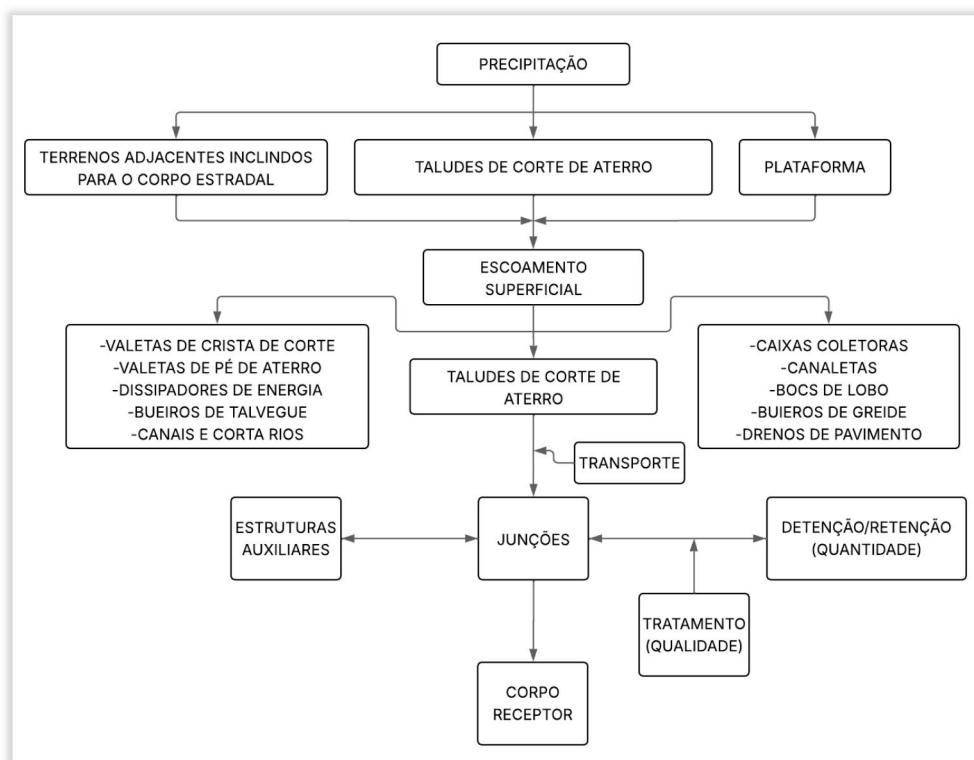 PRECIPITAÇÃO
TERRENOS ADJACENTES INCLINDOS
PARA O CORPO ESTRADAL
TALUDES DE CORTE DE ATERRO
PLATAFORMA
ESCOAMENTO
SUPERFICIAL
-VALETAS DE CRISTA DE CORTE
-VALETAS DE PÉ DE ATERRO
-DISSIPADORES DE ENERGIA
-BUEIROS DE TALVEGUE
-CANAIS E CORTA RIOS
TALUDES DE CORTE DE
ATERRO
-CAIXAS COLETORAS
-CANALETAS
-BOCS DE LOBO
-BUIEROS DE GREIDE
-DRENOS DE PAVIMENTO
TRANSPORTE
ESTRUTURAS
AUXILIARES
JUNÇÕES
DETENÇÃO/RETENÇÃO
(QUANTIDADE)
TRATAMENTO
(QUALIDADE)
CORPO
RECEPTOR